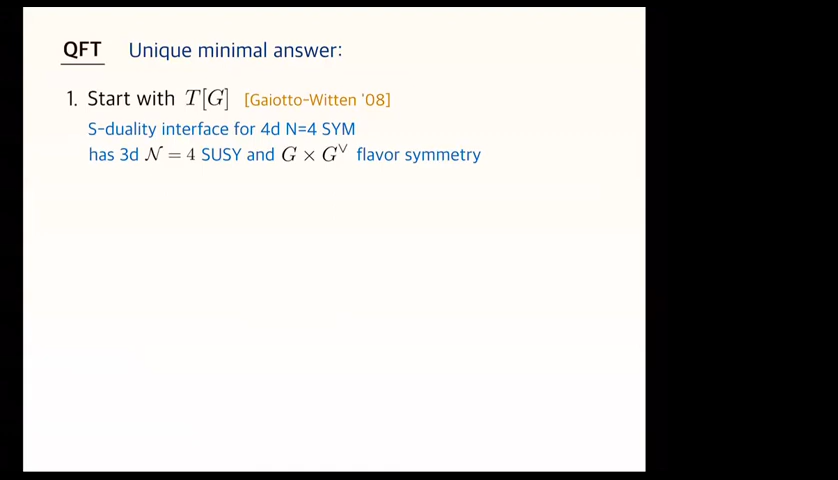 QFT Unique minimal answer:
1. Start with T[G] [Gaiotto-Witten '08]
S-duality interface for 4d N=4 SYM
has 3d 𝒩 = 4 SUSY and G × G^∨ flavor symmetry